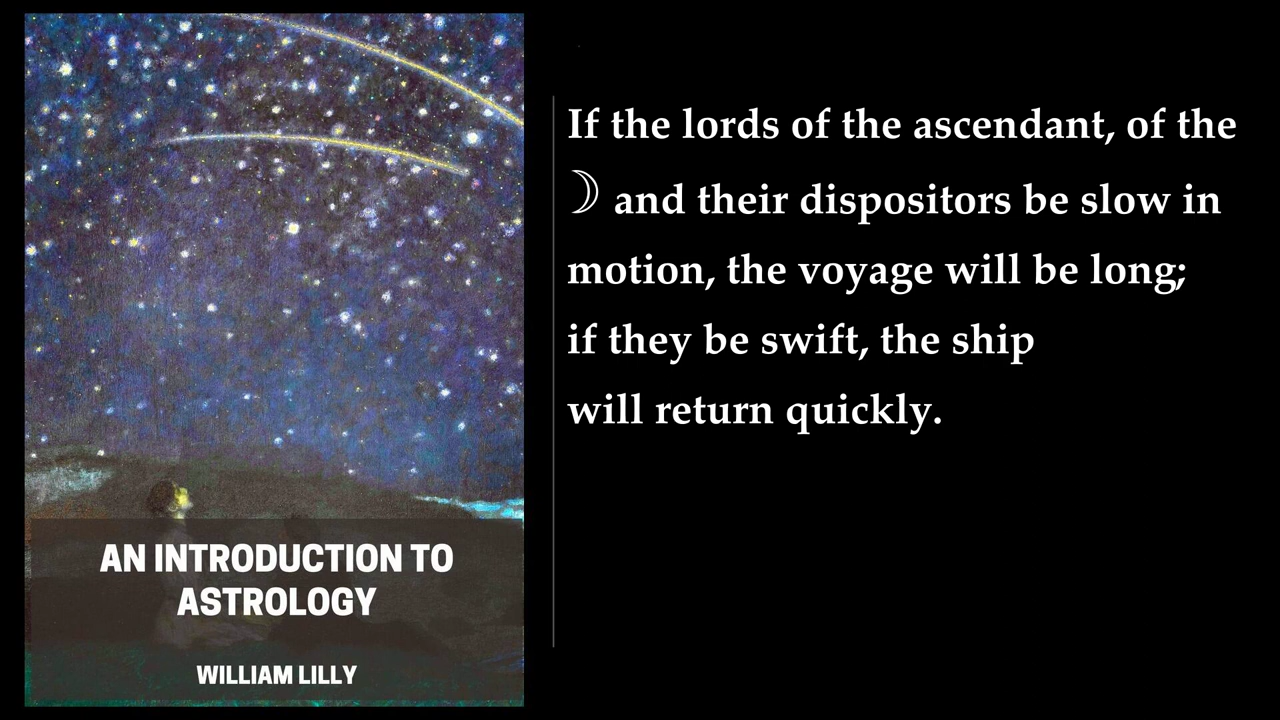 AN INTRODUCTION TO
ASTROLOGY
WILLIAM LILLY
If the lords of the ascendant, of the
☽ and their dispositors be slow in
motion, the voyage will be long;
if they be swift, the ship
will return quickly.